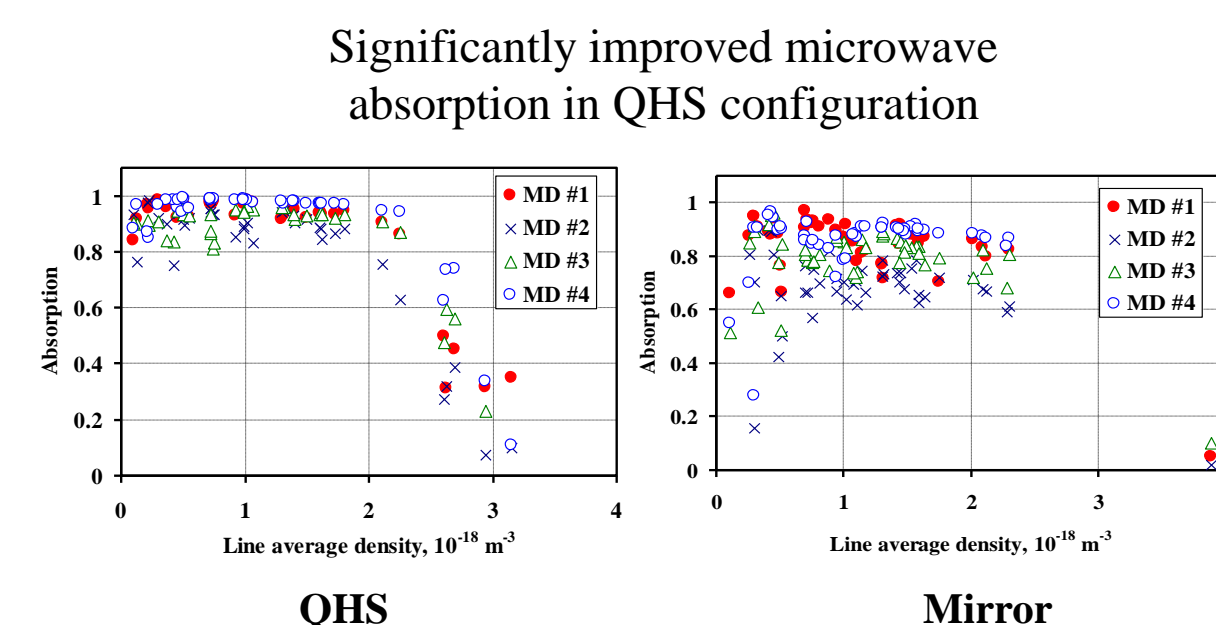 Significantly improved microwave
absorption in QHS configuration
1
0.8
0.6
0.4
0.2
0
Absorption
0 1 2 3 4
Line average density, 10⁻¹⁸ m⁻³
MD #1
MD #2
MD #3
MD #4
QHS
1
0.8
0.6
0.4
0.2
0
Absorption
0 1 2 3
Line average density, 10⁻¹⁸ m⁻³
MD #1
MD #2
MD #3
MD #4
Mirror